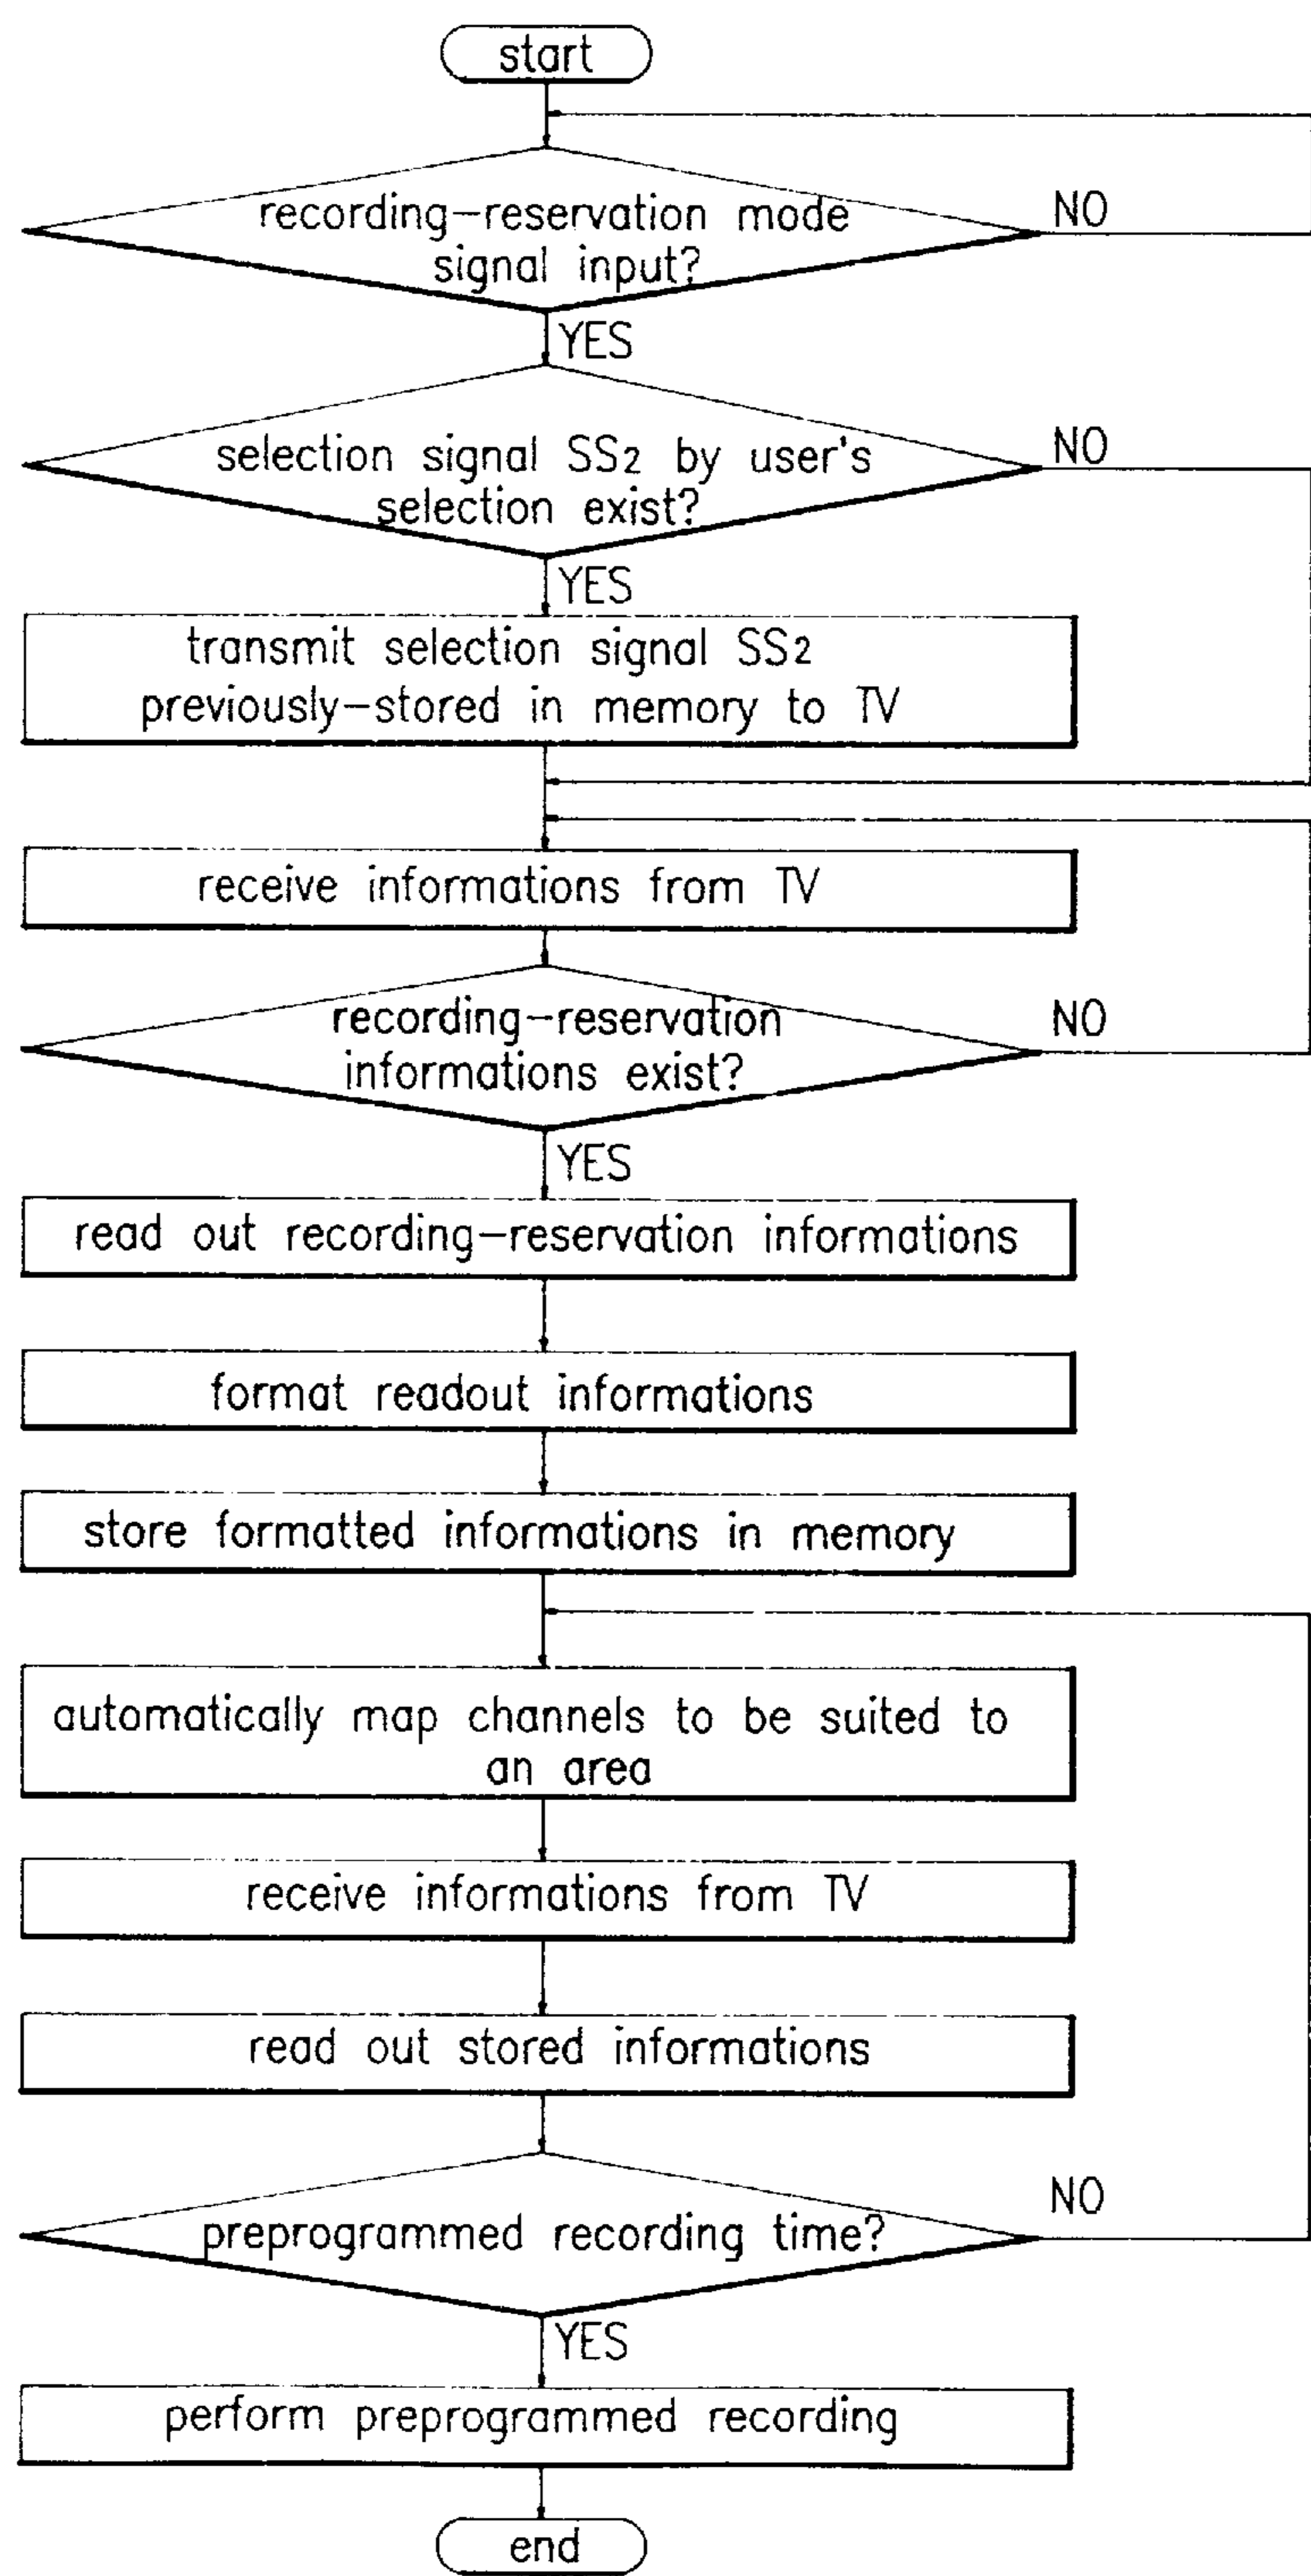 start
recording-reservation mode
signal input?
NO
YES
selection signal SS2 by user's
selection exist?
NO
YES
transmit selection signal SS2
previously-stored in memory to TV
receive informations from TV
recording-reservation
informations exist?
NO
YES
read out recording-reservation informations
format readout informations
store formatted informations in memory
automatically map channels to be suited to
an area
receive informations from TV
read out stored informations
preprogrammed recording time?
NO
YES
perform preprogrammed recording
end